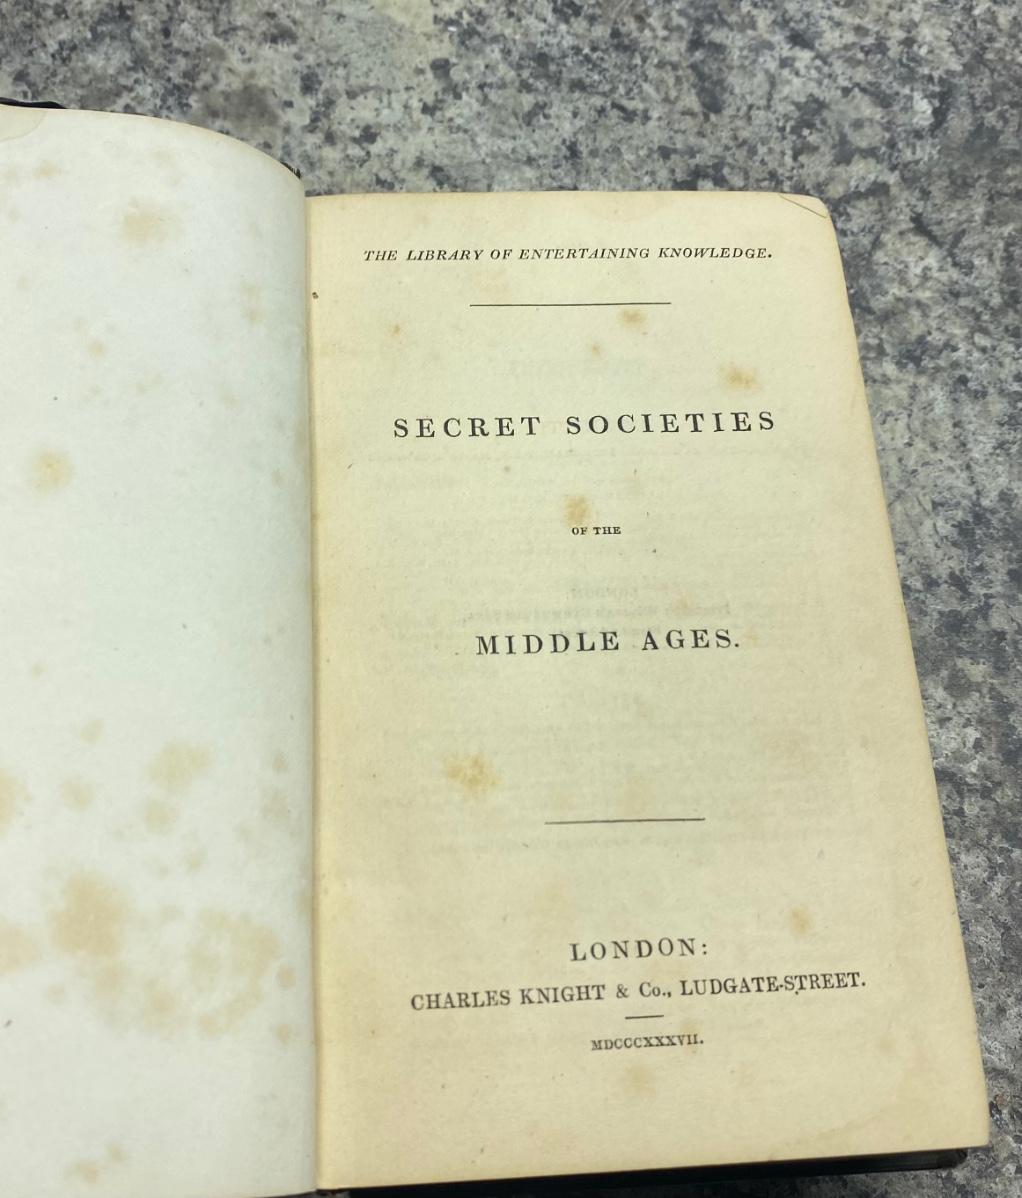 THE LIBRARY OF ENTERTAINING KNOWLEDGE.
SECRET SOCIETIES
OF THE
MIDDLE AGES.
LONDON:
CHARLES KNIGHT & Co., LUDGATE-STREET.
MDCCCXXXVII.